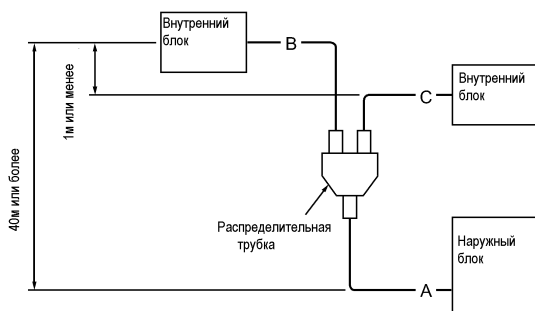 Внутренний
блок
B
Внутренний
блок
C
1м или менее
40м или более
Распределительная
трубка
Наружный
блок
A